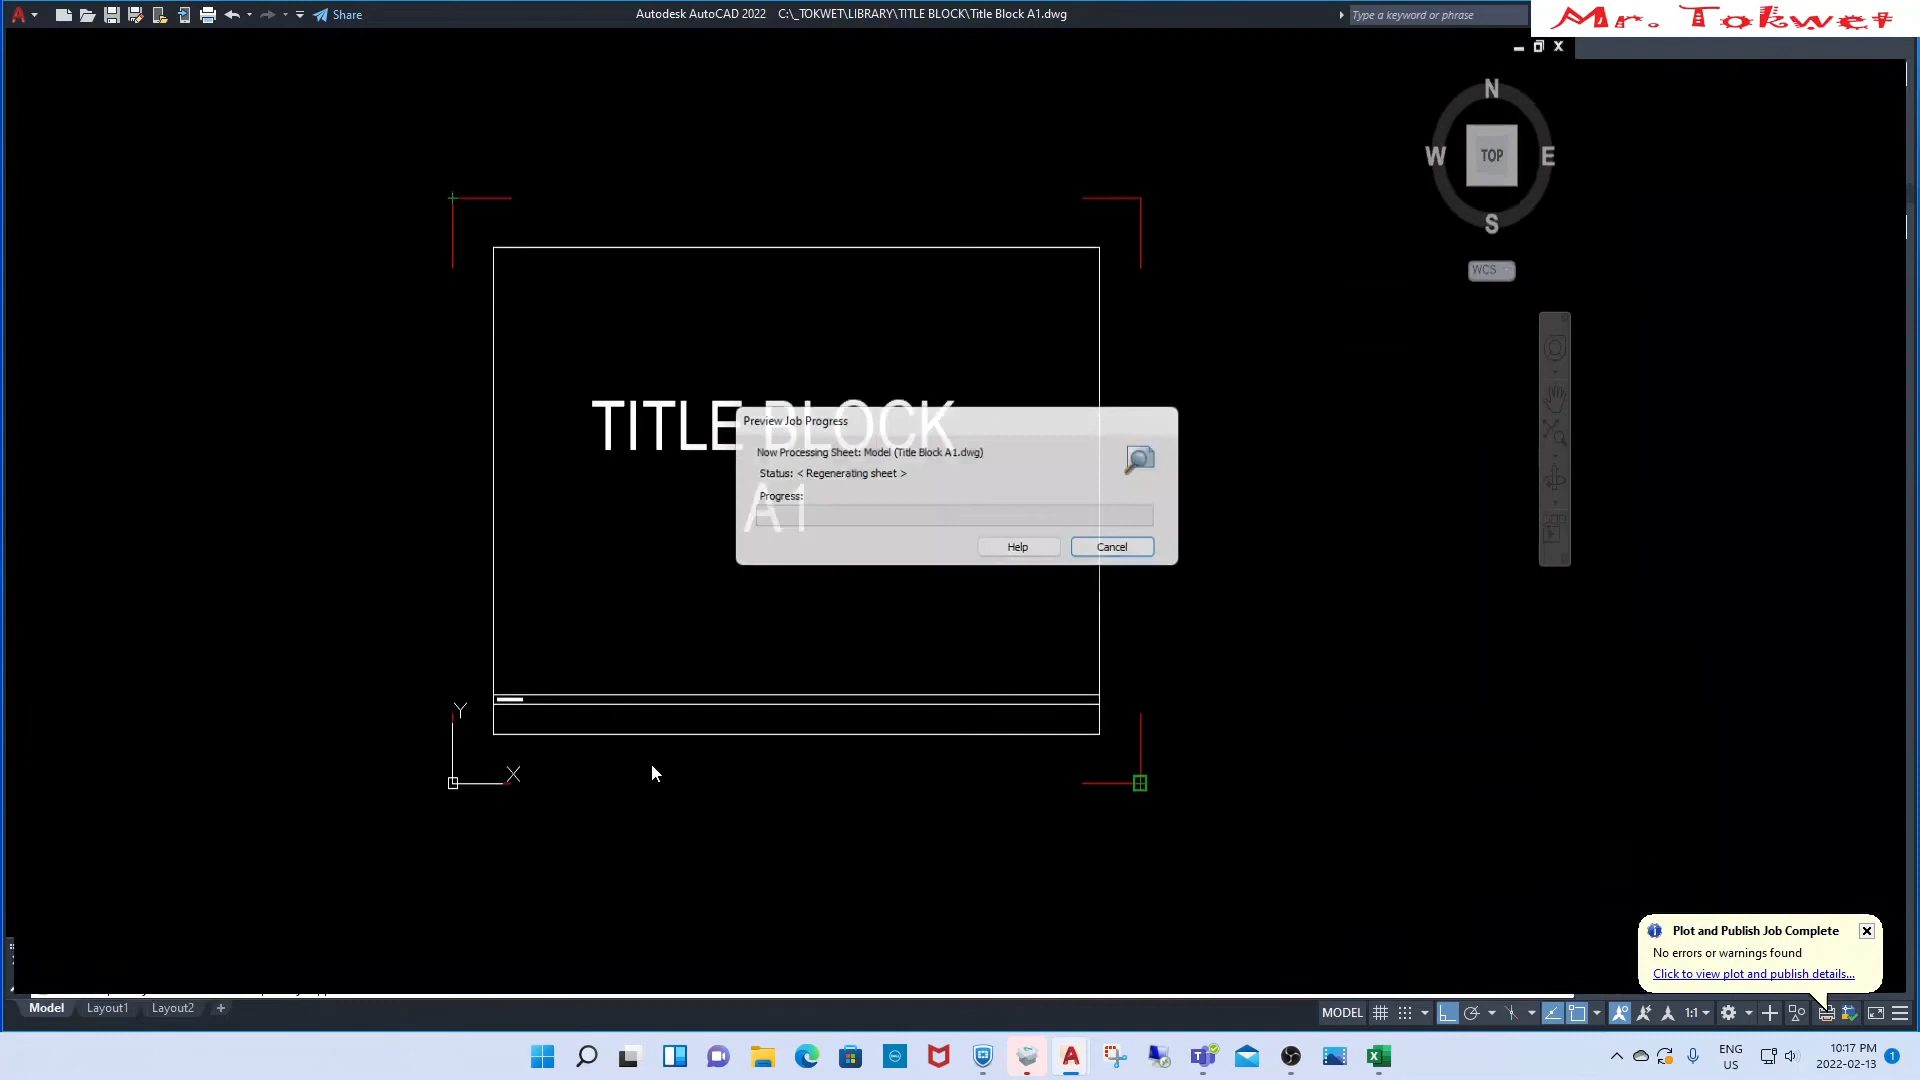 Share
Autodesk AutoCAD 2022 C:\_TOKWET\LIBRARY\TITLE BLOCK\Title Block A1.dwg
Type a keyword or phrase
Mr. Tokwet
N
W
TOP
E
S
WCS
TITLE BLOCK
A1
Preview Job Progress
Now Processing Sheet: Model (Title Block A1.dwg)
Status: < Regenerating sheet >
Progress:
Help
Cancel
Y
X
Plot and Publish Job Complete
No errors or warnings found
Click to view plot and publish details...
Model
Layout1
Layout2
MODEL
1:1
ENG
US
10:17 PM
2022-02-13
1